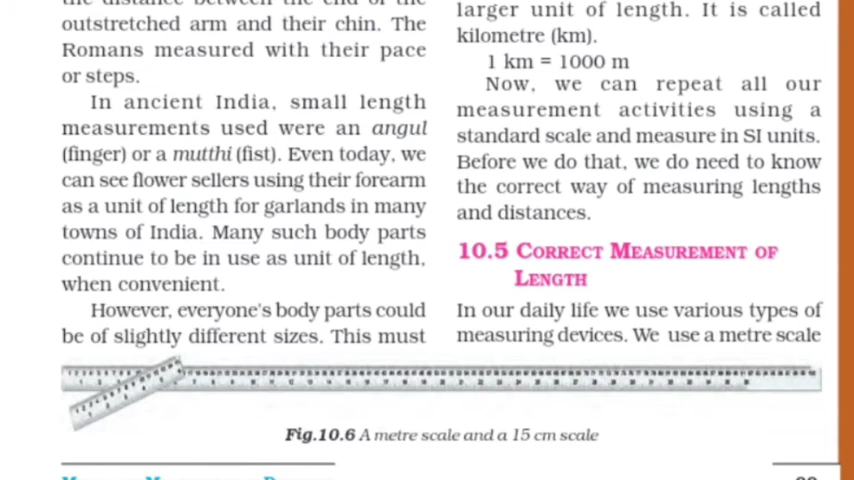 the distance between the end of the
outstretched arm and their chin. The
Romans measured with their pace
or steps.
In ancient India, small length
measurements used were an angul
(finger) or a mutthi (fist). Even today, we
can see flower sellers using their forearm
as a unit of length for garlands in many
towns of India. Many such body parts
continue to be in use as unit of length,
when convenient.
However, everyone's body parts could
be of slightly different sizes. This must
larger unit of length. It is called
kilometre (km).
1 km = 1000 m
Now, we can repeat all our
measurement activities using a
standard scale and measure in SI units.
Before we do that, we do need to know
the correct way of measuring lengths
and distances.
10.5 CORRECT MEASUREMENT OF
LENGTH
In our daily life we use various types of
measuring devices. We use a metre scale
Fig.10.6 A metre scale and a 15 cm scale